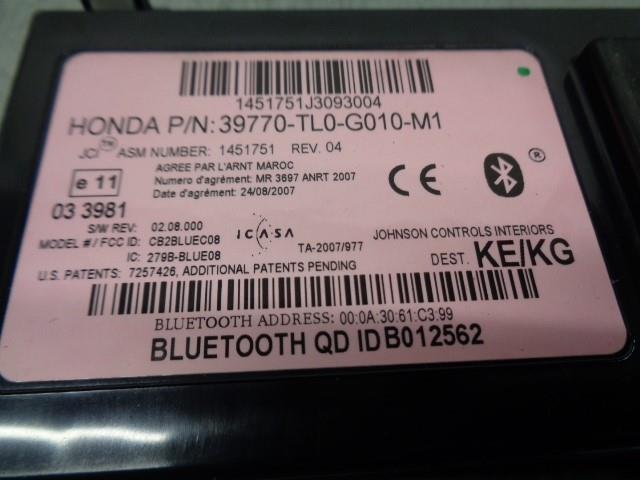 1451751J3093004
HONDA P/N: 39770-TL0-G010-M1
JCI™ ASM NUMBER: 1451751 REV. 04
e 11
AGREE PAR L'ARNT MAROC
Numero d'agrément: MR 3697 ANRT 2007
Date d'agrément: 24/08/2007
CE
®
03 3981
S/W REV: 02.08.000
MODEL # / FCC ID: CB2BLUEC08
IC: 279B-BLUE08
ICASA
TA-2007/977
JOHNSON CONTROLS INTERIORS
DEST. KE/KG
U.S. PATENTS: 7257426, ADDITIONAL PATENTS PENDING
BLUETOOTH ADDRESS: 00:0A:30:61:C3:99
BLUETOOTH QD ID B012562